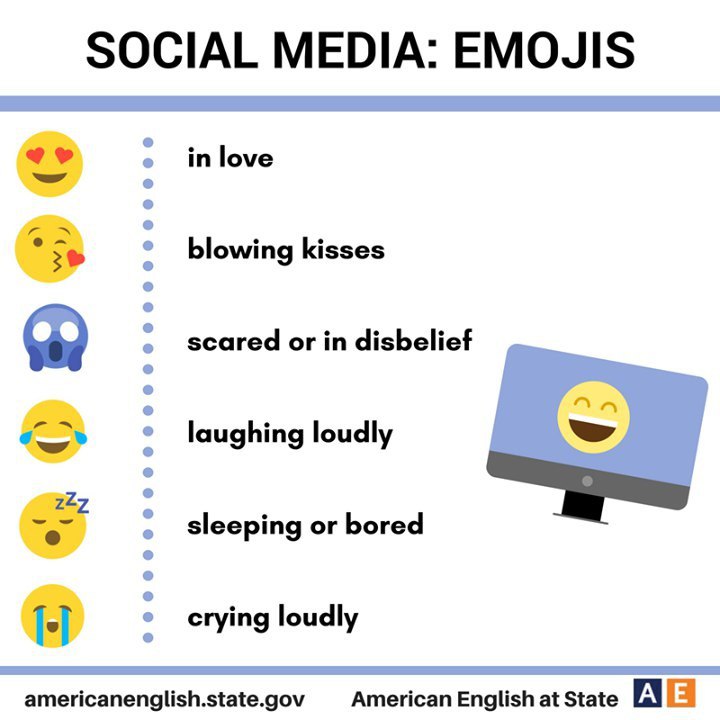 SOCIAL MEDIA: EMOJIS
in love
blowing kisses
scared or in disbelief
laughing loudly
zzZ
sleeping or bored
crying loudly
americanenglish.state.gov American English at State A E